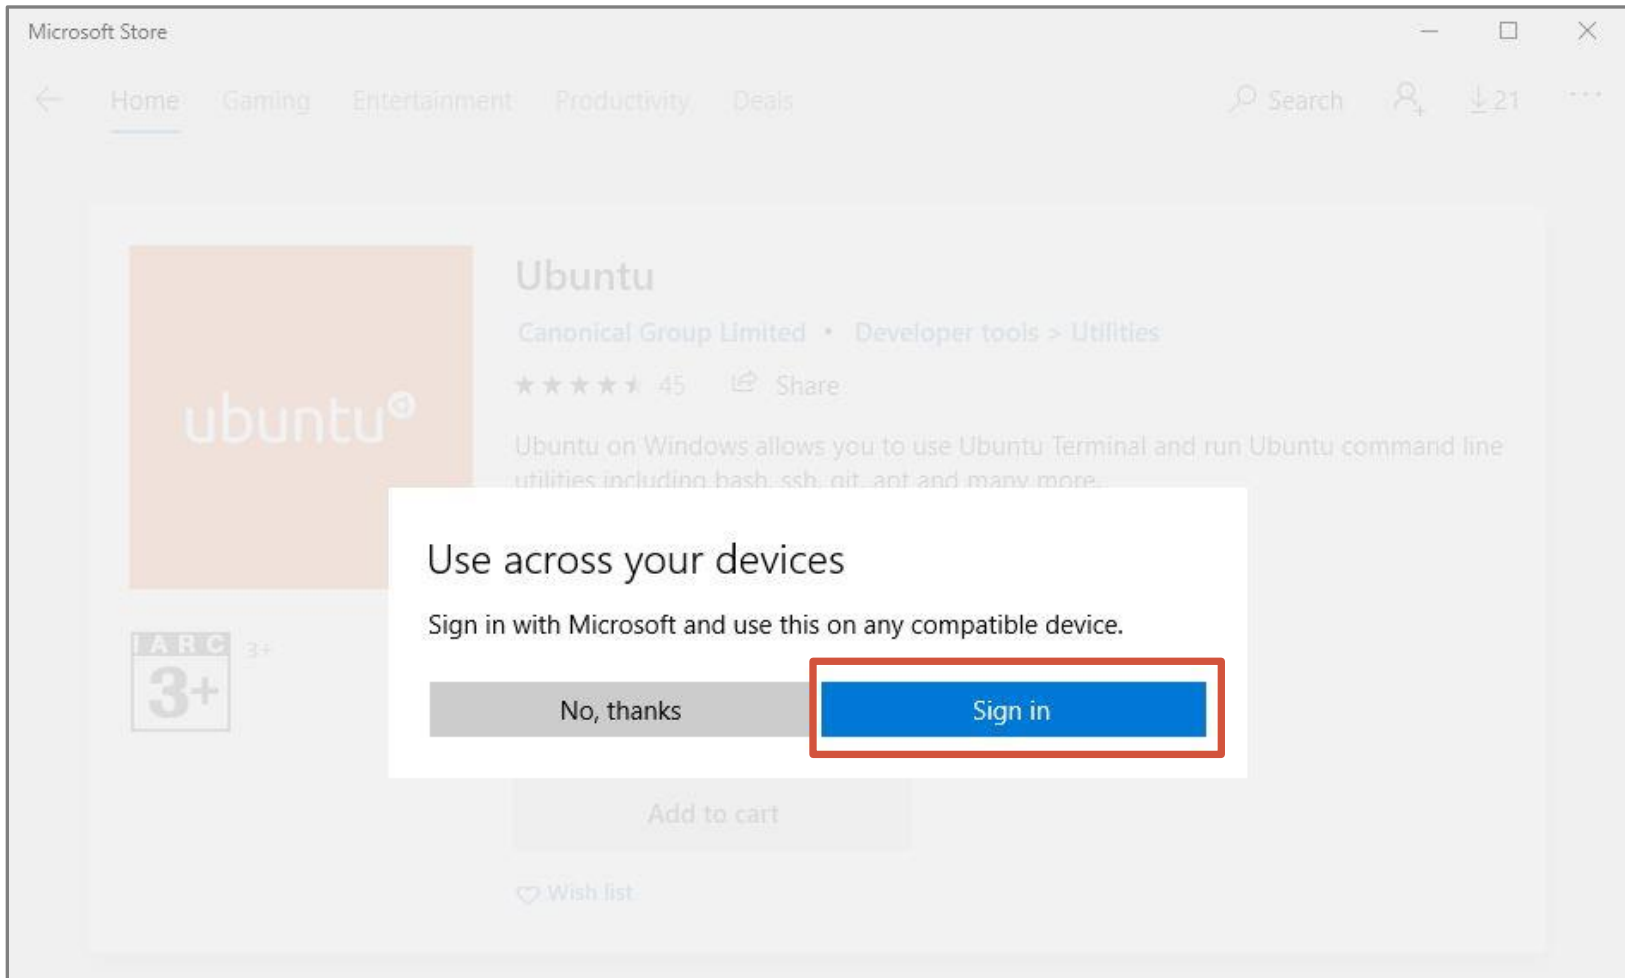 Microsoft Store
Home Gaming Entertainment Productivity Deals Search 21
Ubuntu
Canonical Group Limited • Developer tools > Utilities
45 Share
ubuntu
Ubuntu on Windows allows you to use Ubuntu Terminal and run Ubuntu command line
utilities including bash, ssh, git, apt and many more.
Use across your devices
Sign in with Microsoft and use this on any compatible device.
IARC 3+
3+
No, thanks Sign in
Add to cart
Wish list